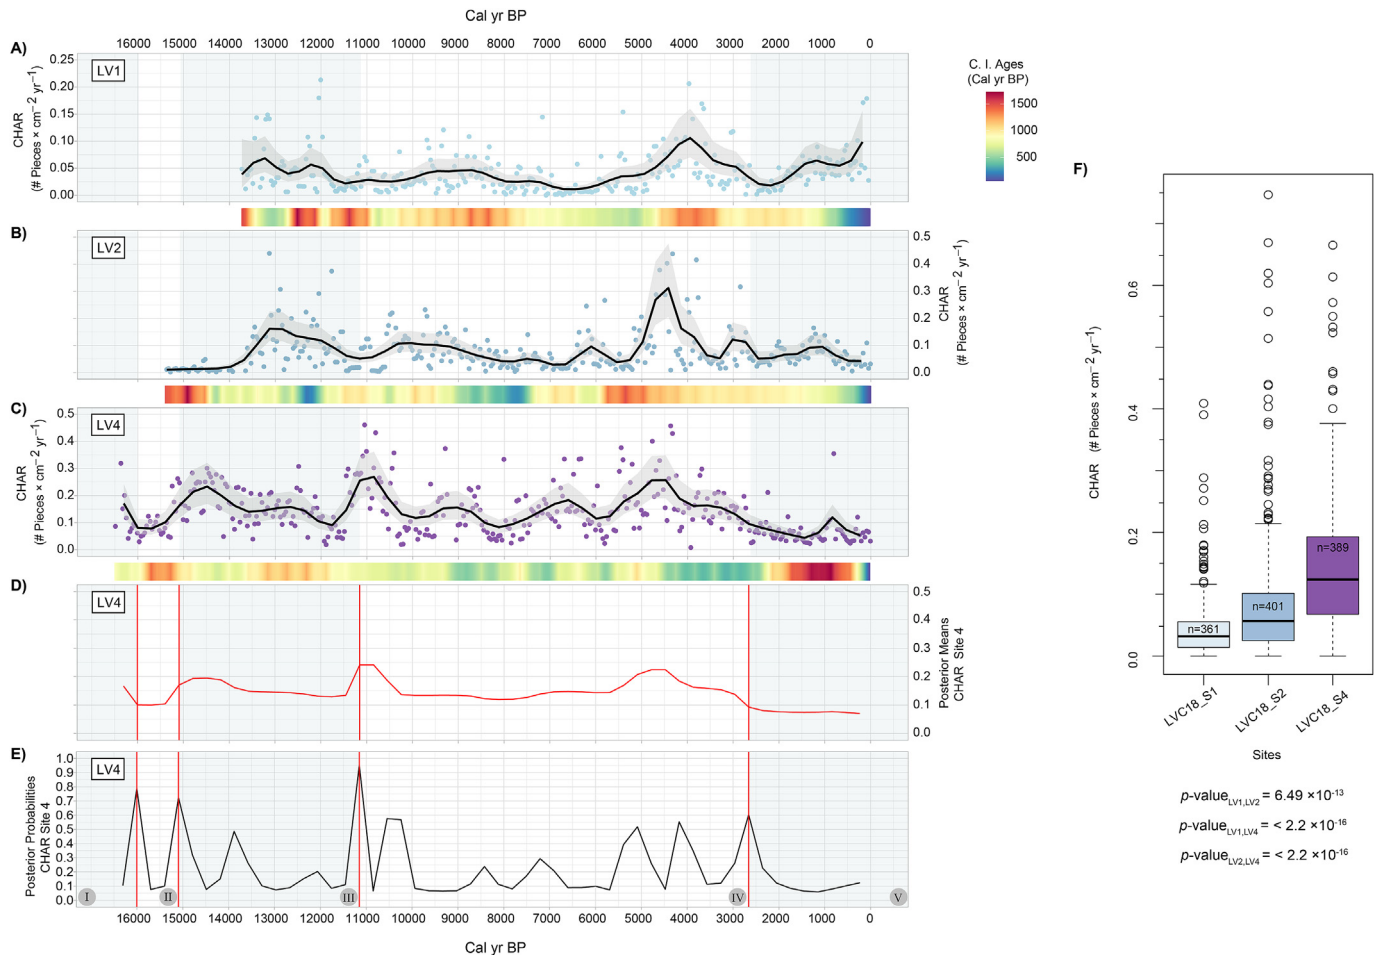 Cal yr BP
16000 15000 14000 13000 12000 11000 10000 9000 8000 7000 6000 5000 4000 3000 2000 1000 0
A)
LV1
0.25
0.20
0.15
0.10
0.05
0.00
CHAR
(# Pieces × cm⁻² yr⁻¹)
C. I. Ages
(Cal yr BP)
1500
1000
500
B)
LV2
0.5
0.4
0.3
0.2
0.1
0.0
CHAR
(# Pieces × cm⁻² yr⁻¹)
C)
LV4
0.5
0.4
0.3
0.2
0.1
0.0
CHAR
(# Pieces × cm⁻² yr⁻¹)
D)
LV4
0.5
0.4
0.3
0.2
0.1
0.0
Posterior Means
CHAR Site 4
E)
LV4
1.0
0.9
0.8
0.7
0.6
0.5
0.4
0.3
0.2
0.1
0.0
Posterior Probabilities
CHAR Site 4
I II III IV V
16000 15000 14000 13000 12000 11000 10000 9000 8000 7000 6000 5000 4000 3000 2000 1000 0
Cal yr BP
F)
CHAR (# Pieces × cm⁻² yr⁻¹)
0.6
0.4
0.2
0.0
n=361
n=401
n=389
LVC18_S1
LVC18_S2
LVC18_S4
Sites
p-value LV1,LV2 = 6.49 ×10⁻¹³
p-value LV1,LV4 = < 2.2 ×10⁻¹⁶
p-value LV2,LV4 = < 2.2 ×10⁻¹⁶